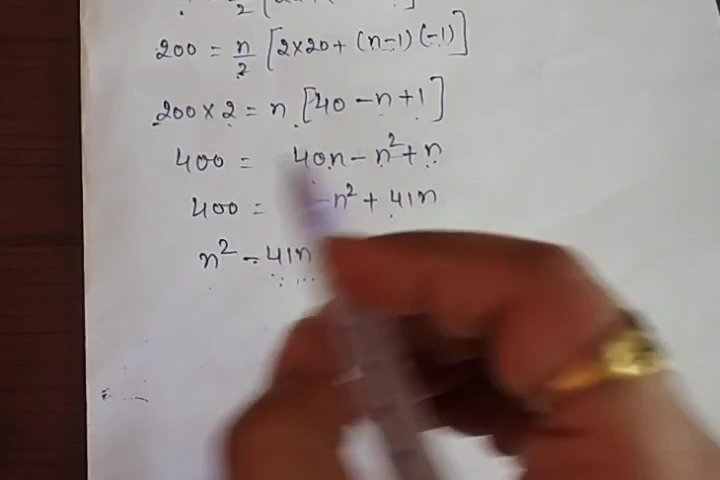 200 = n/2 [2×20 + (n-1) (-1)]
200 × 2 = n [40 - n + 1]
400 = 40n - n² + n
400 = - n² + 41n
n² - 41n